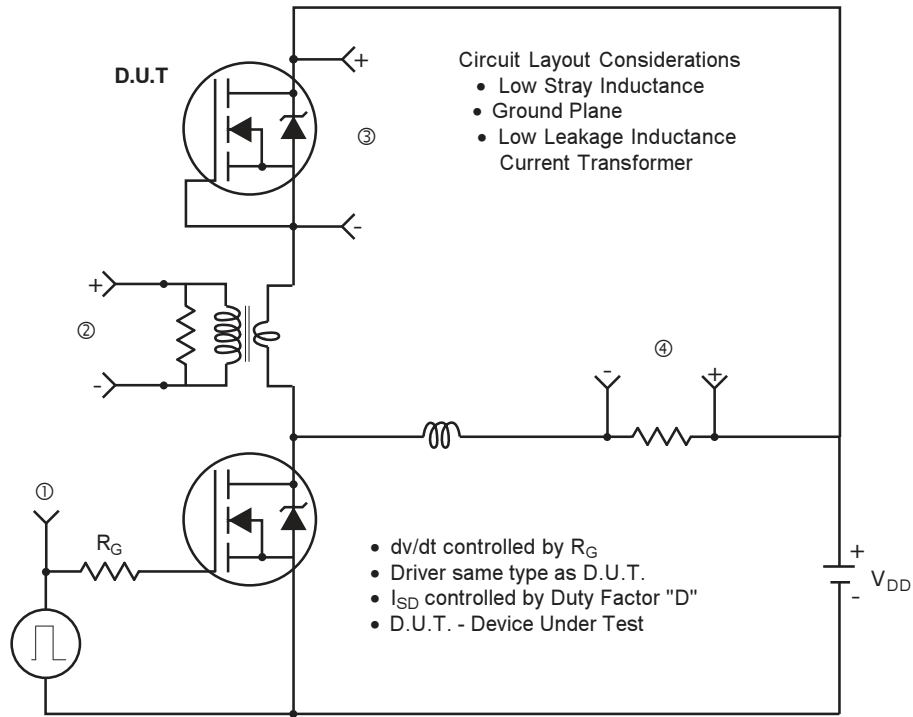 D.U.T
+
Circuit Layout Considerations
• Low Stray Inductance
• Ground Plane
• Low Leakage Inductance
Current Transformer
③
-
+
②
-
④
-
+
①
R_G
• dv/dt controlled by R_G
• Driver same type as D.U.T.
• I_SD controlled by Duty Factor "D"
• D.U.T. - Device Under Test
+
V_DD
-